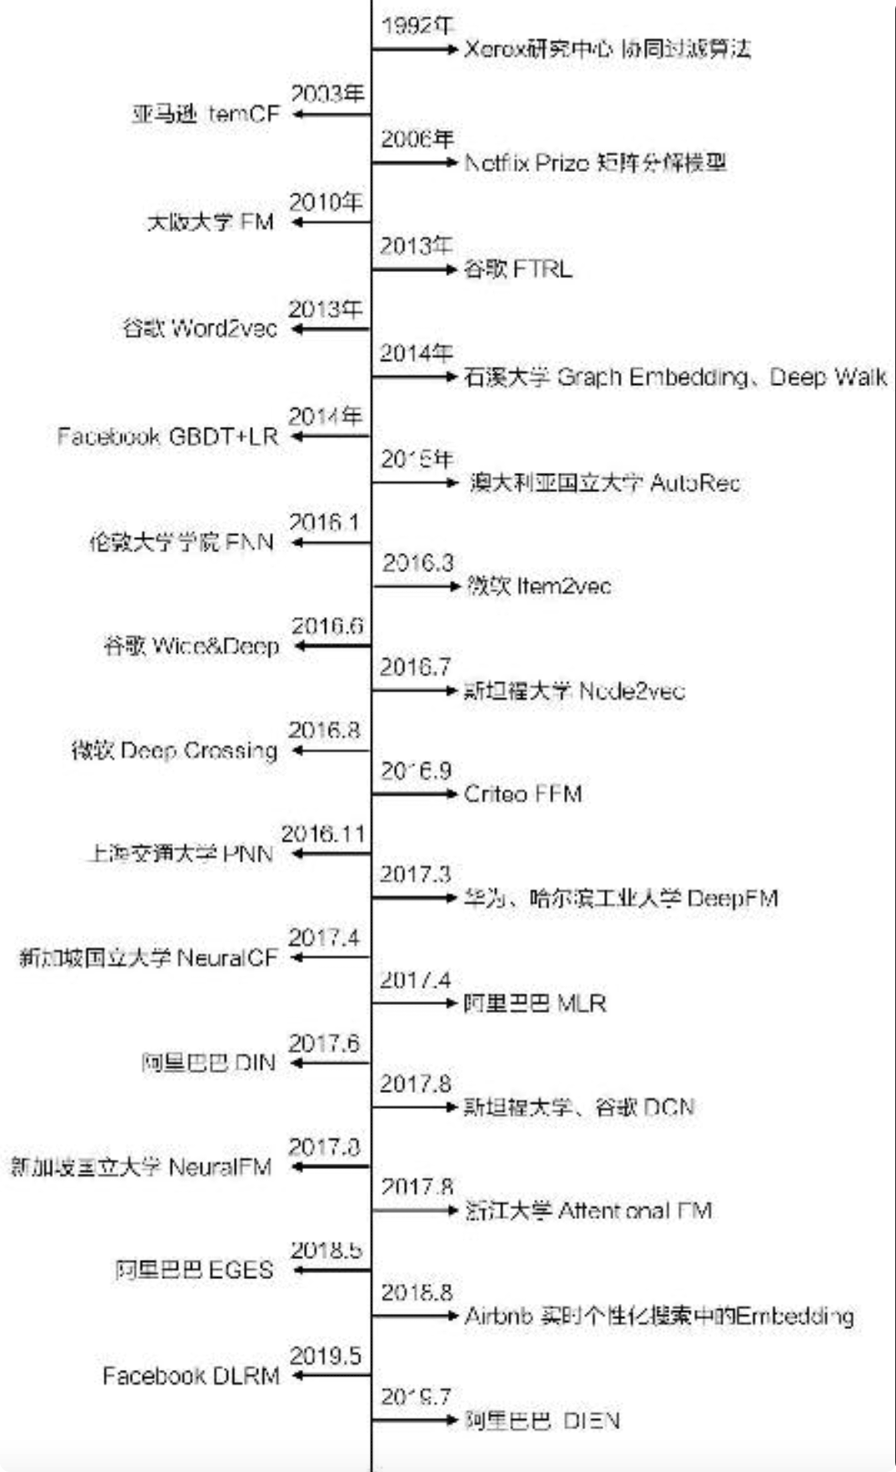 1992年
Xerox研究中心 协同过滤算法
2003年
亚马逊 ItemCF
2006年
Netflix Prize 矩阵分解模型
2010年
大阪大学 FM
2013年
谷歌 FTRL
2013年
谷歌 Word2vec
2014年
石溪大学 Graph Embedding、Deep Walk
2014年
Facebook GBDT+LR
2015年
澳大利亚国立大学 AutoRec
2016.1
伦敦大学学院 FNN
2016.3
微软 Item2vec
2016.6
谷歌 Wide&Deep
2016.7
斯坦福大学 Node2vec
2016.8
微软 Deep Crossing
2016.9
Criteo FFM
2016.11
上海交通大学 PNN
2017.3
华为、哈尔滨工业大学 DeepFM
2017.4
新加坡国立大学 NeuralCF
2017.4
阿里巴巴 MLR
2017.6
阿里巴巴 DIN
2017.8
斯坦福大学、谷歌 DCN
2017.8
新加坡国立大学 NeuralFM
2017.8
浙江大学 Attentional FM
2018.5
阿里巴巴 EGES
2018.8
Airbnb 实时个性化搜索中的Embedding
2019.5
Facebook DLRM
2019.7
阿里巴巴 DIEN